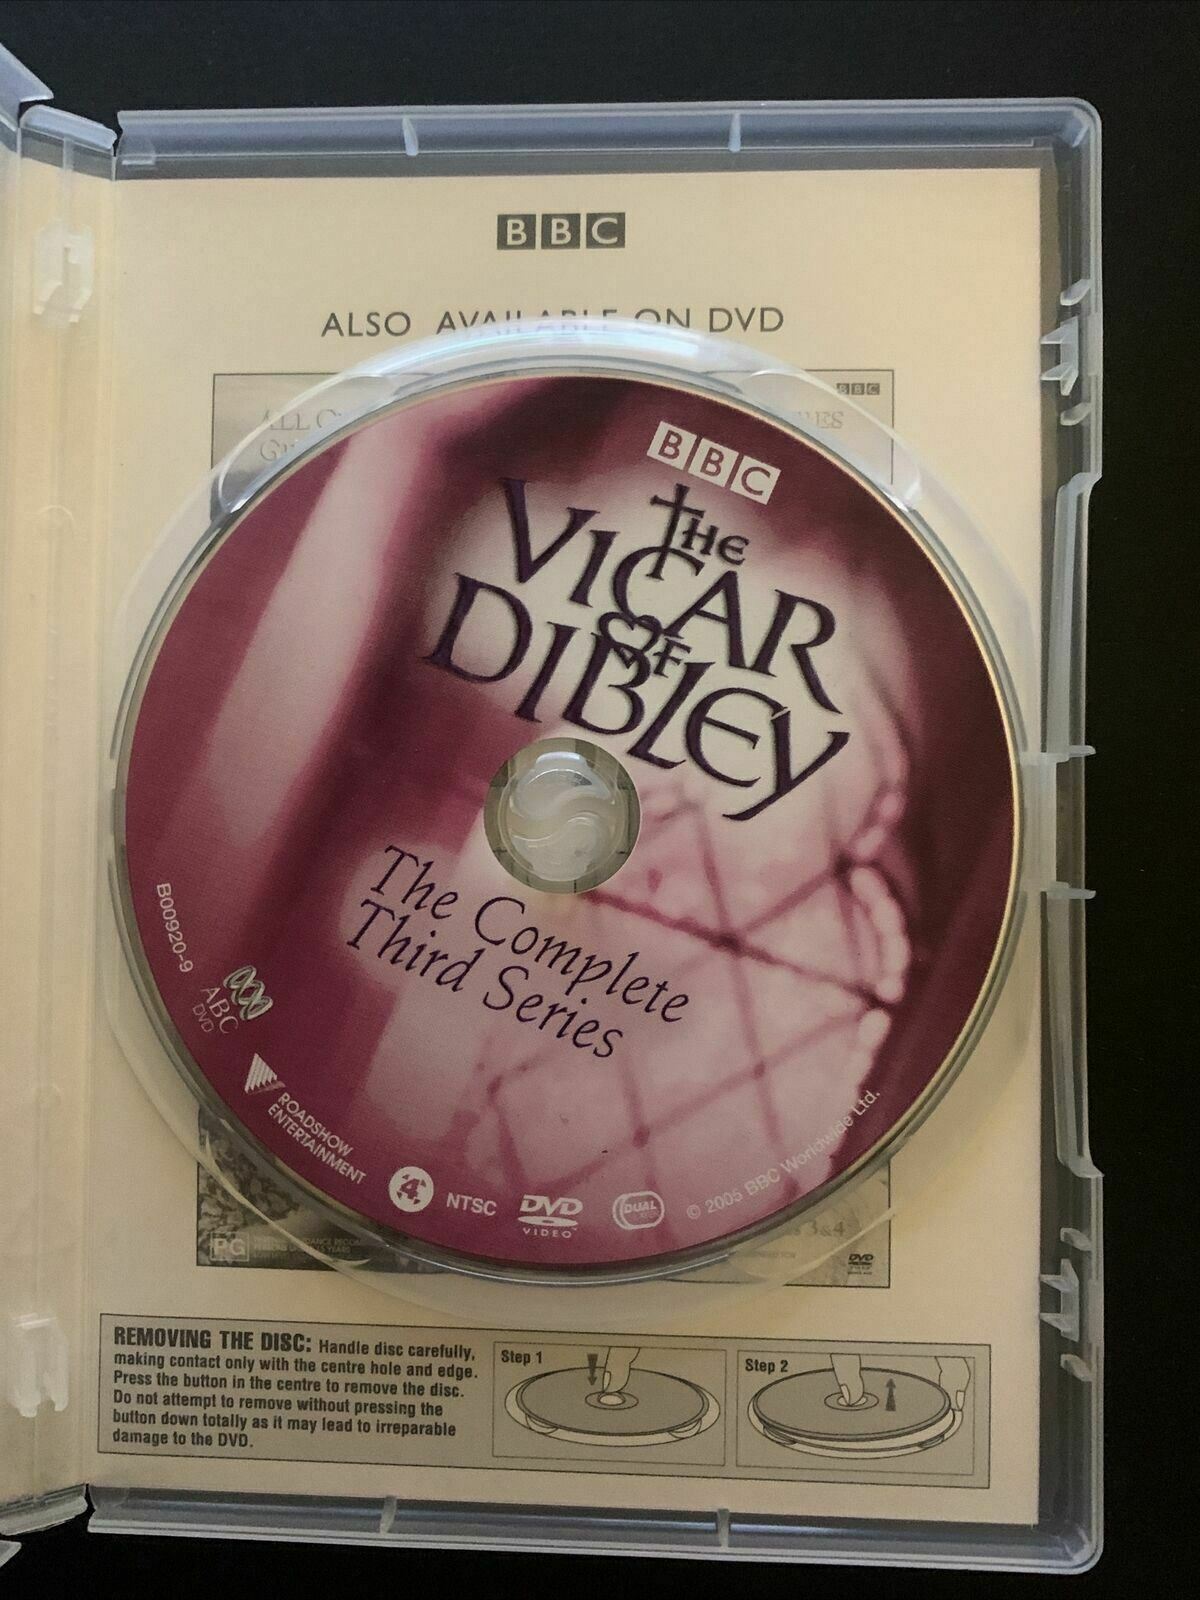 BBC
ALSO AVAILABLE ON DVD
BBC
BBC
THE
VICAR
OF
DIBLEY
The Complete
Third Series
B00920-9
ABC
DVD
ROADSHOW
ENTERTAINMENT
4
NTSC
DVD
VIDEO
DUAL
© 2005 BBC Worldwide Ltd.
PG
3&4
DVD
REMOVING THE DISC: Handle disc carefully,
making contact only with the centre hole and edge.
Press the button in the centre to remove the disc.
Do not attempt to remove without pressing the
button down totally as it may lead to irreparable
damage to the DVD.
Step 1
Step 2